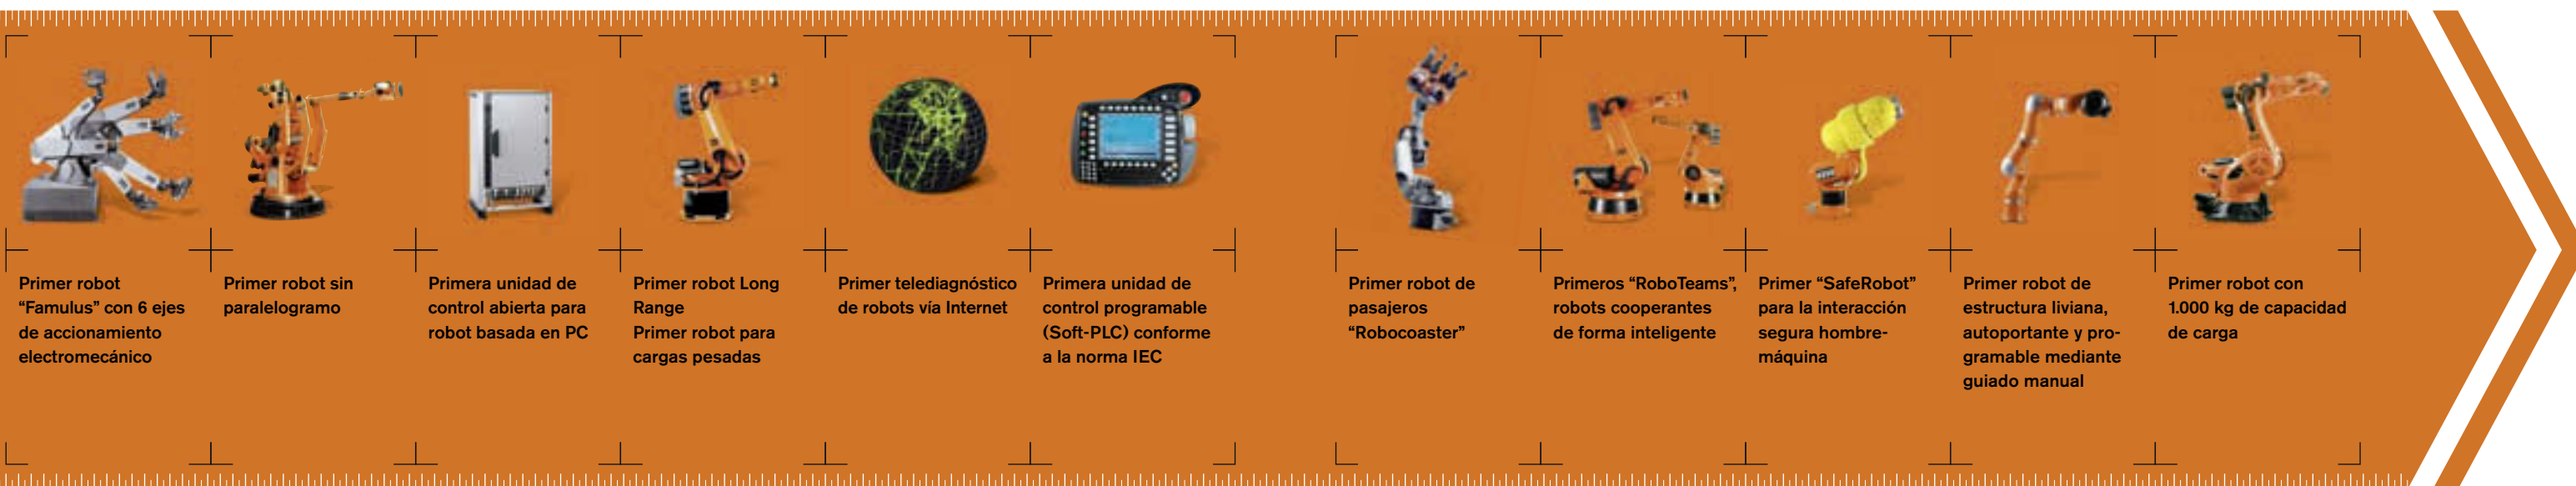 Primer robot
“Famulus” con 6 ejes
de accionamiento
electromecánico
Primer robot sin
paralelogramo
Primera unidad de
control abierta para
robot basada en PC
Primer robot Long
Range
Primer robot para
cargas pesadas
Primer telediagnóstico
de robots vía Internet
Primera unidad de
control programable
(Soft-PLC) conforme
a la norma IEC
Primer robot de
pasajeros
“Robocoaster”
Primeros “RoboTeams”,
robots cooperantes
de forma inteligente
Primer “SafeRobot”
para la interacción
segura hombre-
máquina
Primer robot de
estructura liviana,
autoportante y pro-
gramable mediante
guiado manual
Primer robot con
1.000 kg de capacidad
de carga